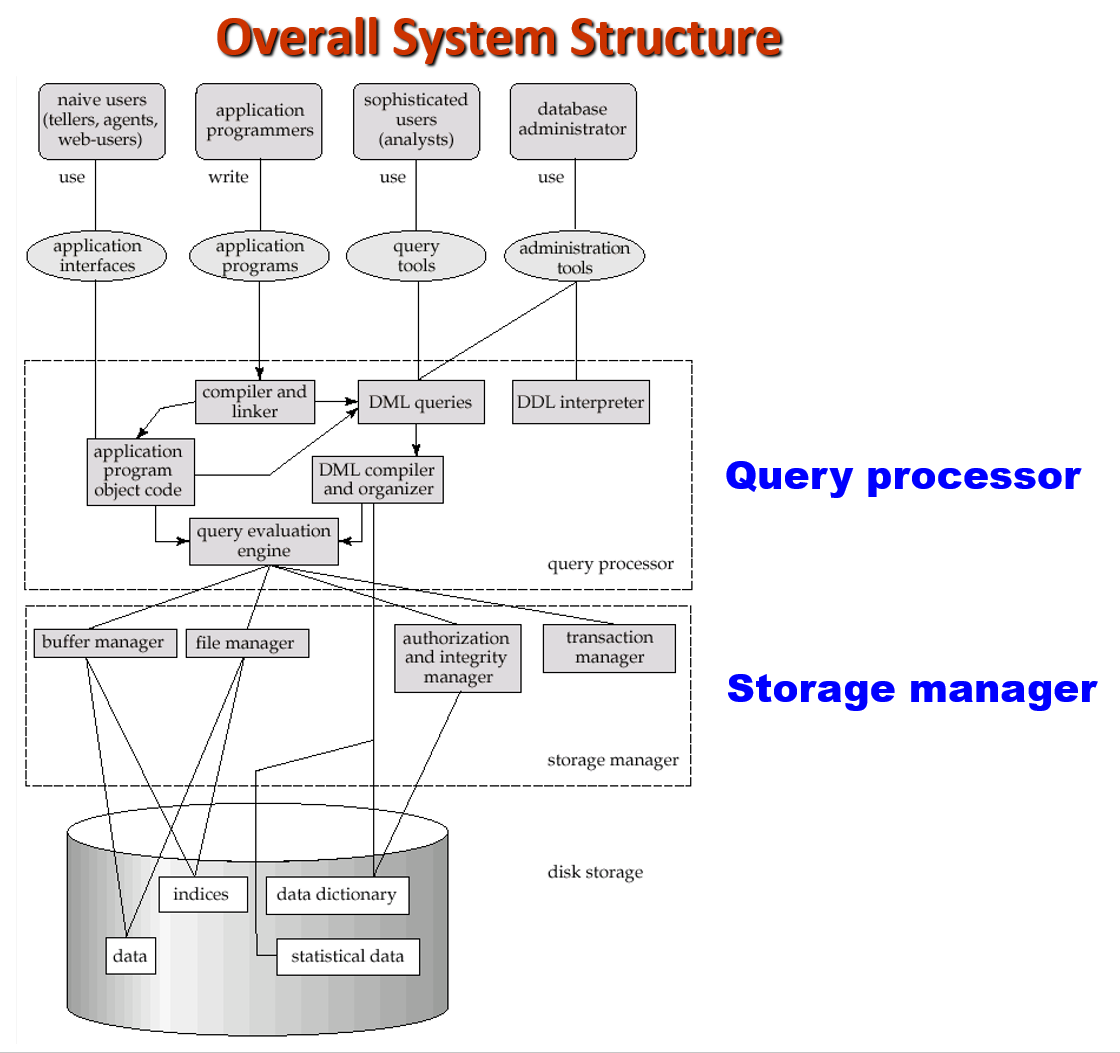 Overall System Structure
naive users
(tellers, agents,
web-users)
application
programmers
sophisticated
users
(analysts)
database
administrator
use
write
use
use
application
interfaces
application
programs
query
tools
administration
tools
compiler and
linker
DML queries
DDL interpreter
application
program
object code
DML compiler
and organizer
query evaluation
engine
query processor
Query processor
buffer manager
file manager
authorization
and integrity
manager
transaction
manager
storage manager
Storage manager
disk storage
indices
data dictionary
data
statistical data